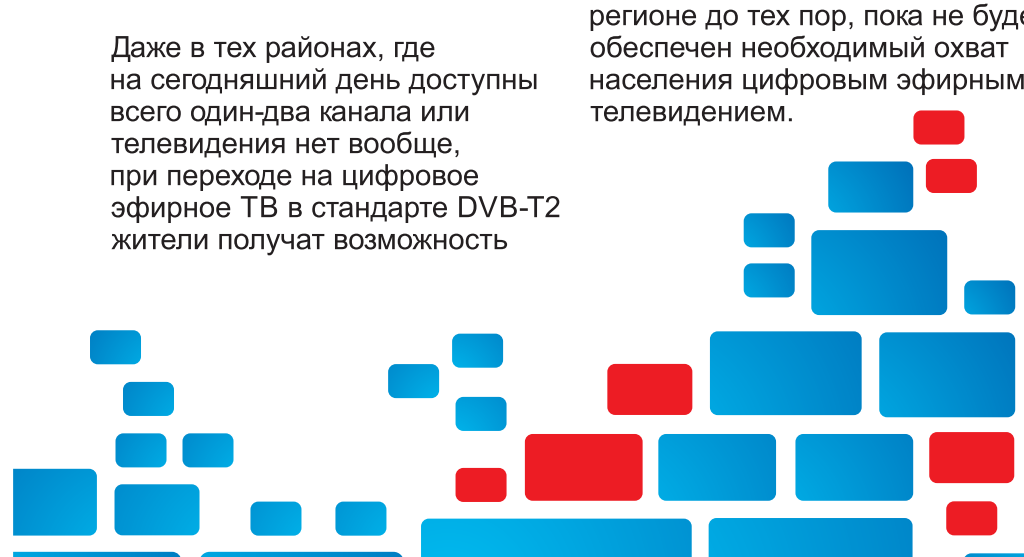 Даже в тех районах, где
на сегодняшний день доступны
всего один-два канала или
телевидения нет вообще,
при переходе на цифровое
эфирное ТВ в стандарте DVB-T2
жители получат возможность
регионе до тех пор, пока не
обеспечен необходимый охват
населения цифровым эфирным
телевидением.